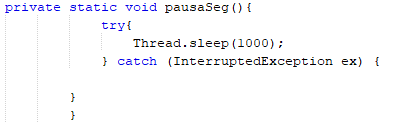 private static void pausaSeg(){
try{
Thread.sleep(1000);
} catch (InterruptedException ex) {
}
}